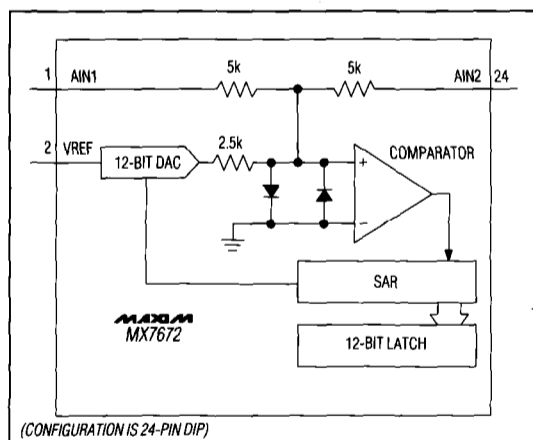 5k 5k
1 AIN1 AIN2 24
2 VREF 12-BIT DAC 2.5k COMPARATOR
+
−
SAR
MAXIM
MX7672
12-BIT LATCH
(CONFIGURATION IS 24-PIN DIP)